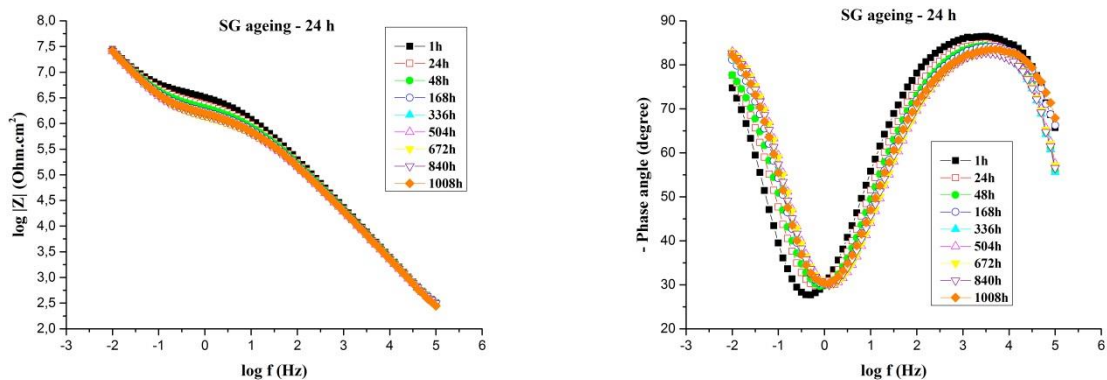 SG ageing - 24 h
8,0
7,5
7,0
6,5
6,0
5,5
5,0
4,5
4,0
3,5
3,0
2,5
2,0
-3 -2 -1 0 1 2 3 4 5 6
log |Z| (Ohm.cm²)
log f (Hz)
1h
24h
48h
168h
336h
504h
672h
840h
1008h
SG ageing - 24 h
90
80
70
60
50
40
30
20
-3 -2 -1 0 1 2 3 4 5 6
- Phase angle (degree)
log f (Hz)
1h
24h
48h
168h
336h
504h
672h
840h
1008h